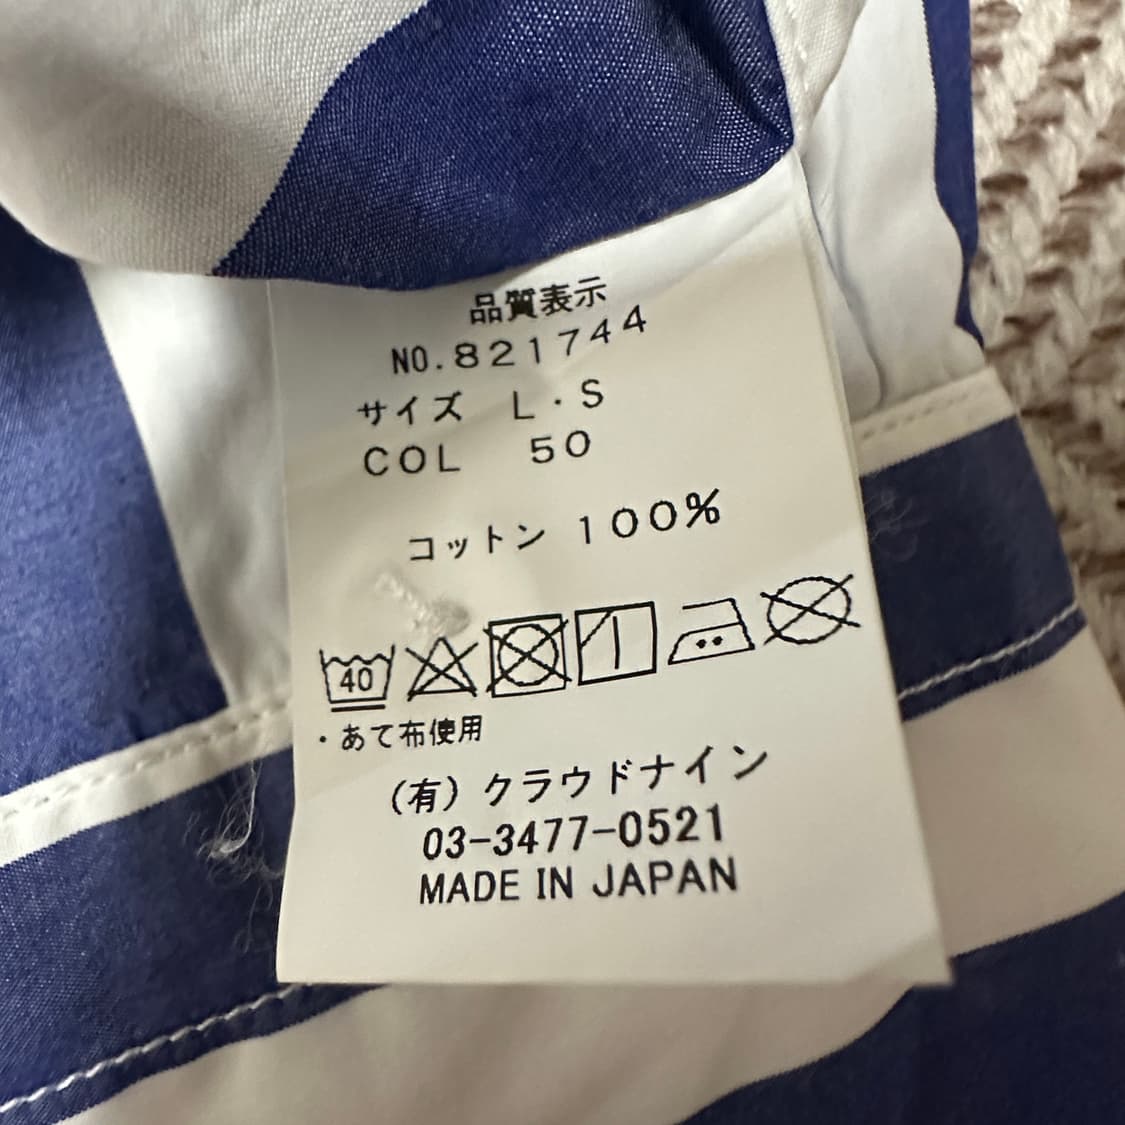 品質表示
NO.821744
サイズ L・S
COL 50
コットン 100%
40
・あて布使用
(有) クラウドナイン
03-3477-0521
MADE IN JAPAN